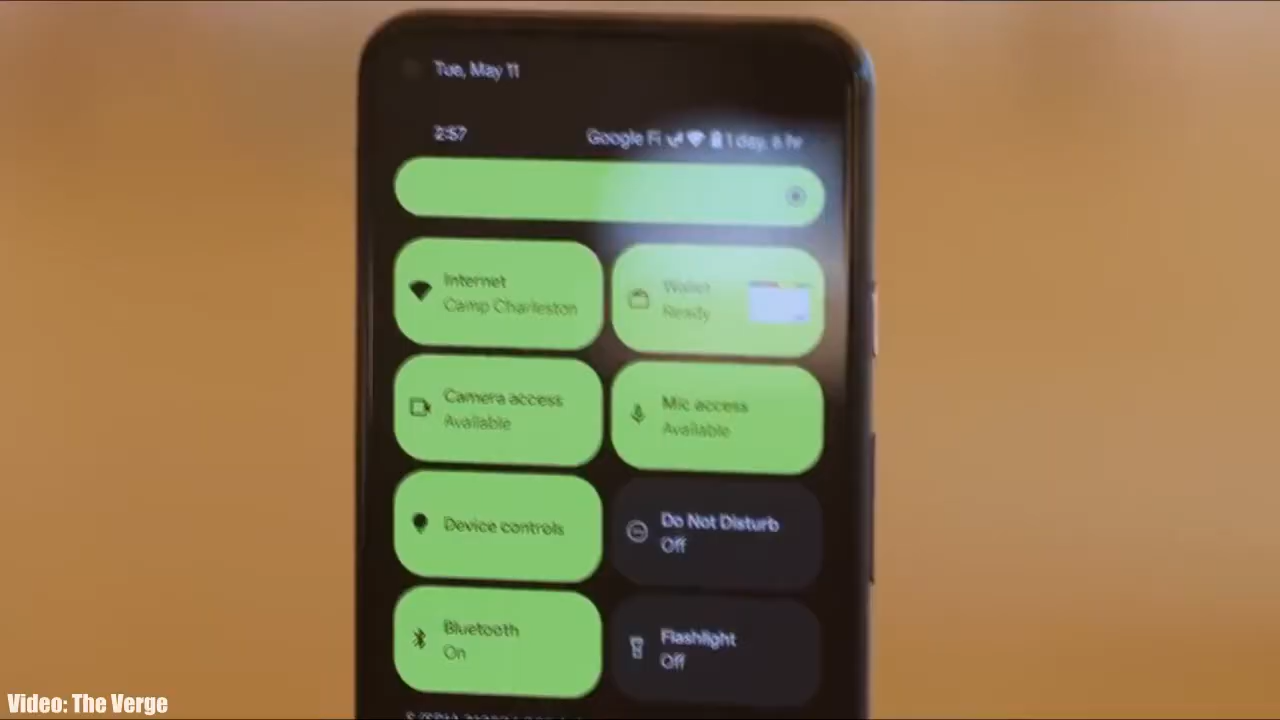 Tue, May 11
2:57
Google Fi 1 day, 8 hr
Internet
Camp Charleston
Wallet
Ready
Camera access
Available
Mic access
Available
Device controls
Do Not Disturb
Off
Bluetooth
On
Flashlight
Off
Video: The Verge